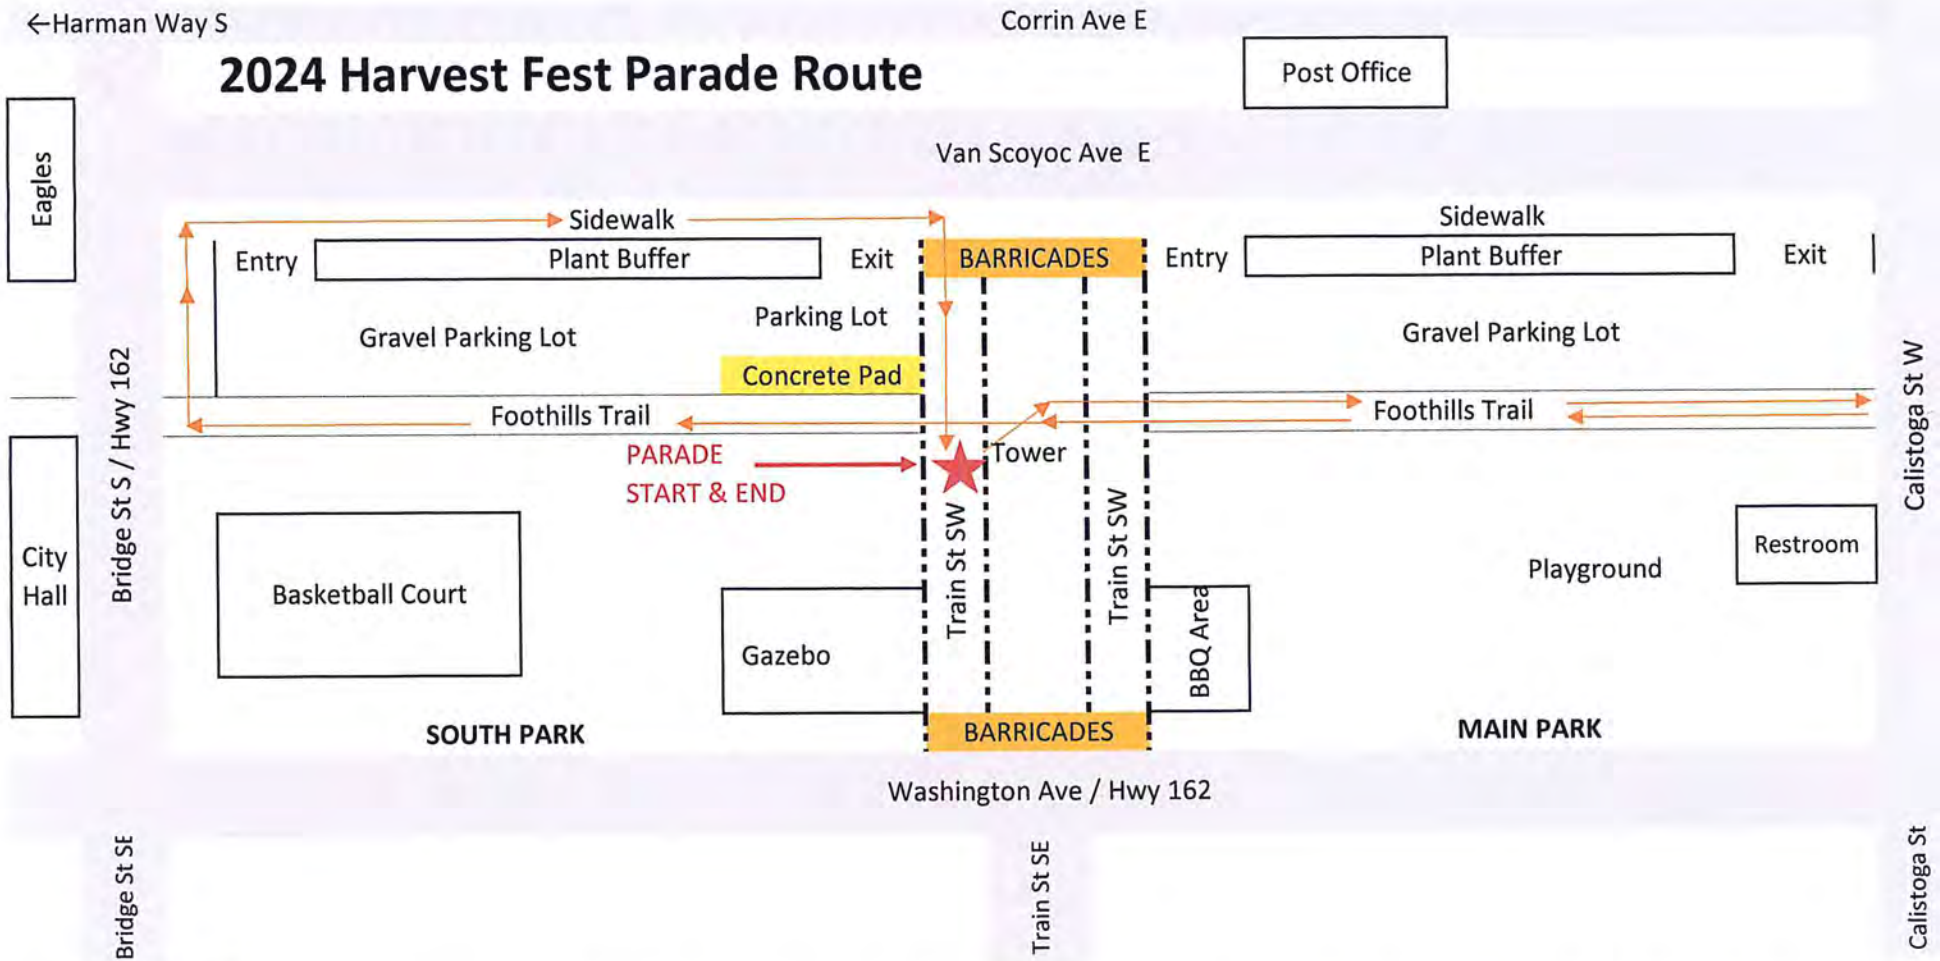 ←Harman Way S
Corrin Ave E
2024 Harvest Fest Parade Route
Post Office
Eagles
Van Scoyoc Ave E
Sidewalk
Sidewalk
Entry
Plant Buffer
Exit
BARRICADES
Entry
Plant Buffer
Exit
Parking Lot
Gravel Parking Lot
Gravel Parking Lot
Concrete Pad
Bridge St S / Hwy 162
Calistoga St W
Foothills Trail
Foothills Trail
PARADE
START & END
Tower
City
Hall
Basketball Court
Train St SW
Train St SW
Restroom
Playground
Gazebo
BBQ Area
SOUTH PARK
BARRICADES
MAIN PARK
Washington Ave / Hwy 162
Bridge St SE
Train St SE
Calistoga St